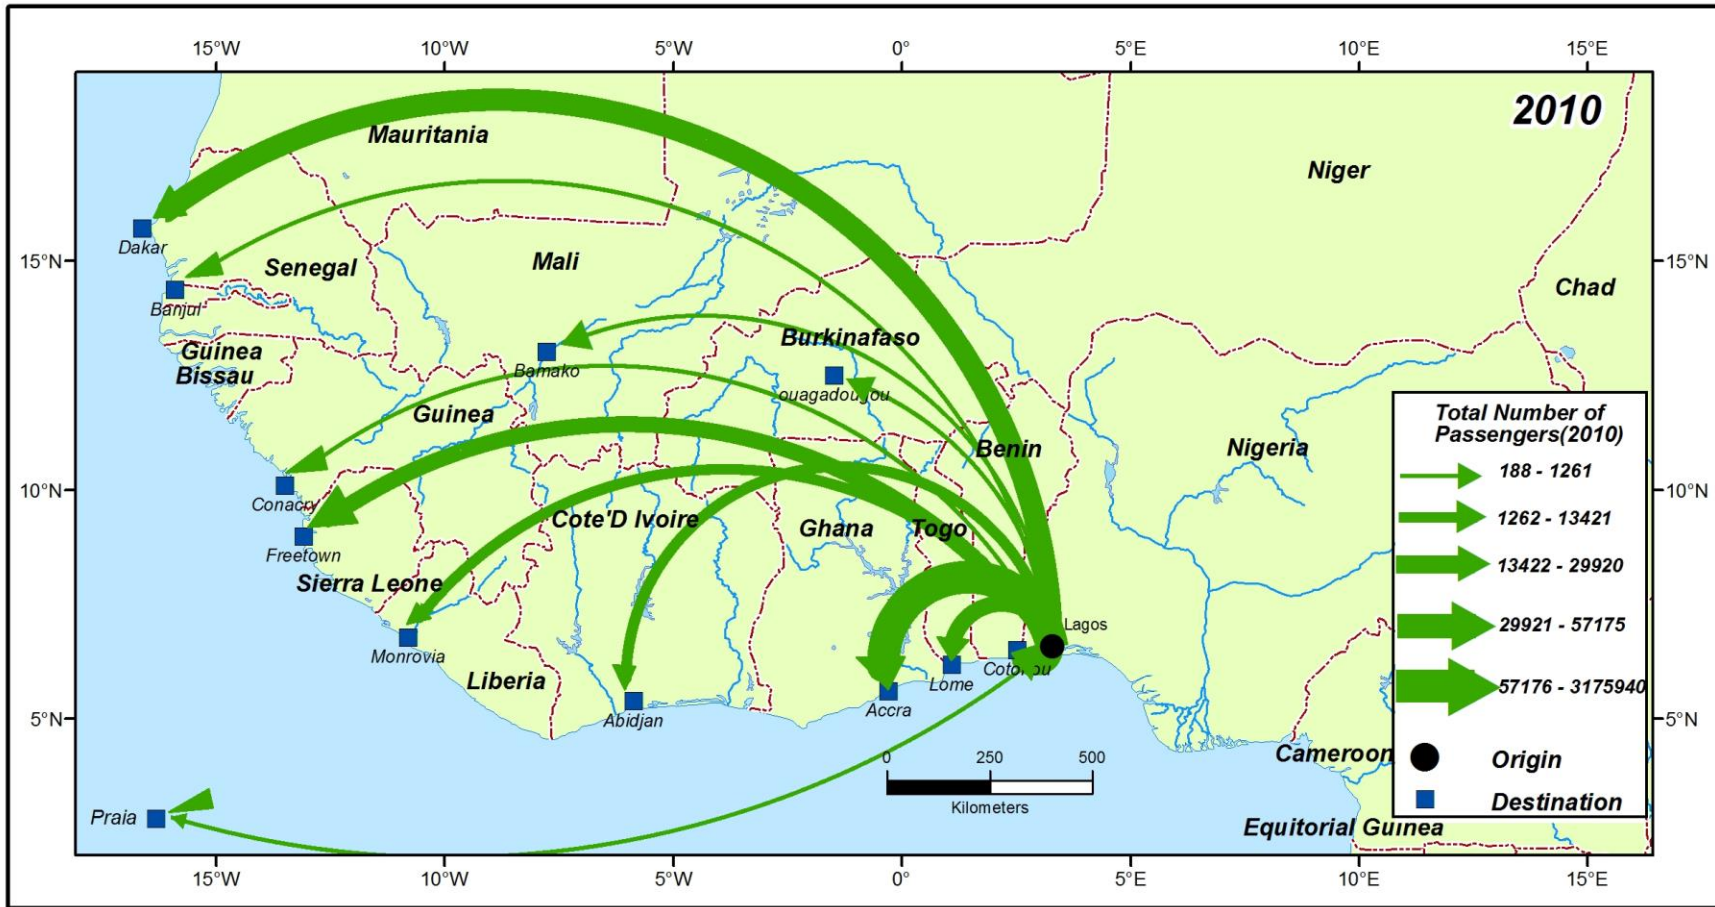 15°W 10°W 5°W 0° 5°E 10°E 15°E
2010
Mauritania
Niger
Dakar
15°N
Senegal
Mali
15°N
Chad
Banjul
Guinea
Bissau
Burkinafaso
Bamako
ouagadougou
Guinea
Benin
Nigeria
Total Number of
Passengers(2010)
188 - 1261
1262 - 13421
13422 - 29920
29921 - 57175
57176 - 3175940
Origin
Destination
10°N
Conacry
10°N
Cote'D Ivoire
Ghana
Togo
Freetown
Sierra Leone
Lagos
Monrovia
Liberia
Lome
Cotonou
Accra
Abidjan
5°N
5°N
Cameroon
0 250 500
Kilometers
Praia
Equitorial Guinea
15°W 10°W 5°W 0° 5°E 10°E 15°E